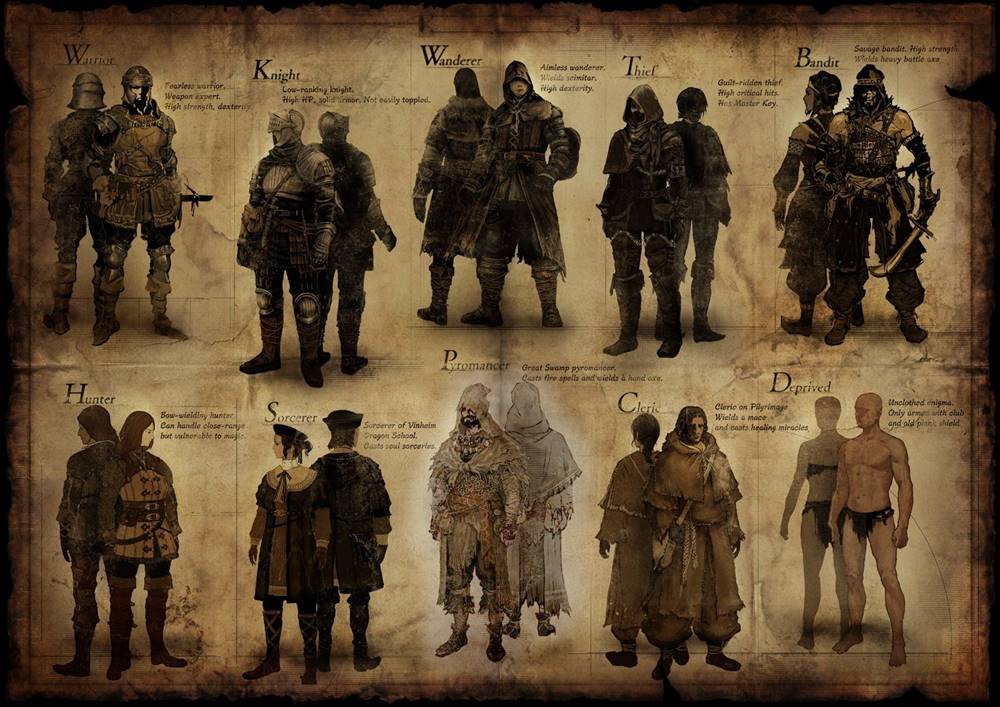 Warrior
Fearless warrior.
Weapon expert.
High strength, dexterity.
Knight
Low-ranking knight.
High HP, solid armor. Not easily toppled.
Wanderer
Aimless wanderer.
Wields scimitar.
High dexterity.
Thief
Guilt-ridden thief.
High critical hits.
Has Master Key.
Bandit
Savage bandit. High strength
Wields heavy battle axe
Hunter
Bow-wielding hunter.
Can handle close-range
but vulnerable to magic.
Sorcerer
Sorcerer of Vinheim
Dragon School.
Casts soul sorceries.
Pyromancer
Great Swamp pyromancer.
Casts fire spells and wields a hand axe.
Cleric
Cleric on Pilgrimage
Wields a mace
and casts healing miracles.
Deprived
Unclothed enigma.
Only armed with club
and old plank shield.